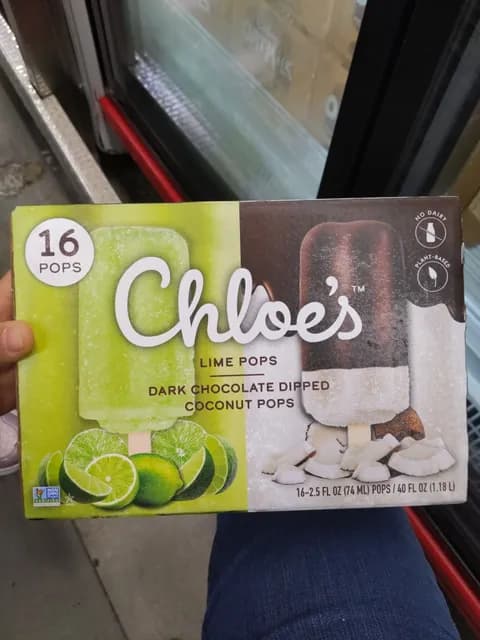 16
POPS
Chloe's™
LIME POPS
DARK CHOCOLATE DIPPED
COCONUT POPS
NO DAIRY
PLANT-BASED
16-2.5 FL OZ (74 ML) POPS / 40 FL OZ (1.18 L)